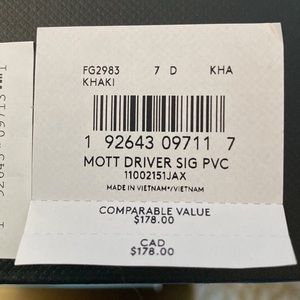 FG2983 7 D KHA
KHAKI
1 92643 09711 7
MOTT DRIVER SIG PVC
11002151JAX
MADE IN VIETNAM*/VIETNAM
COMPARABLE VALUE
$178.00
CAD
$178.00